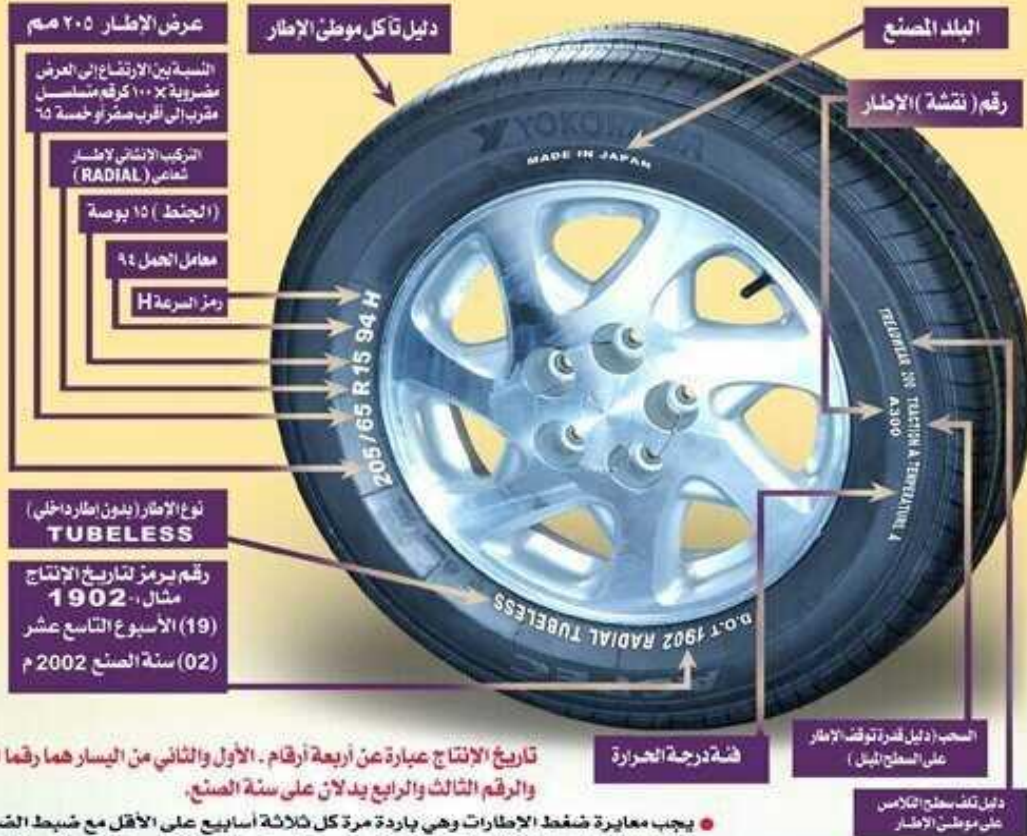 عرض الإطار ٢٠٥ مم
دليل تآكل موطئ الإطار
البلد المصنع
النسبة بين الارتفاع إلى العرض
مضروبة × ١٠٠ كرقم متسلسل
مقرب إلى أقرب صفر أو خمسة ٦٥
رقم (نقشة) الإطار
التركيب الانشائي لاطار
شعاعي (RADIAL)
(الجنط) ١٥ بوصة
معامل الحمل ٩٤
رمز السرعة H
MADE IN JAPAN
205/65 R 15 94 H
TREADWEAR 200 TRACTION A TEMPERATURE A
A300
D.O.T 1902 RADIAL TUBELESS
نوع الإطار (بدون إطار داخلي)
TUBELESS
رقم يرمز لتاريخ الإنتاج
مثال:- 1902
(19) الأسبوع التاسع عشر
(02) سنة الصنع 2002 م
فئة درجة الحرارة
السحب (دليل قدرة توقف الإطار
على السطح المبلل)
دليل تلف سطح التلامس
على موطئ الإطار
تاريخ الإنتاج عبارة عن أربعة أرقام . الأول والثاني من اليسار هما رقما
والرقم الثالث والرابع يدلان على سنة الصنع.
● يجب معايرة ضغط الإطارات وهي باردة مرة كل ثلاثة أسابيع على الأقل مع ضبط